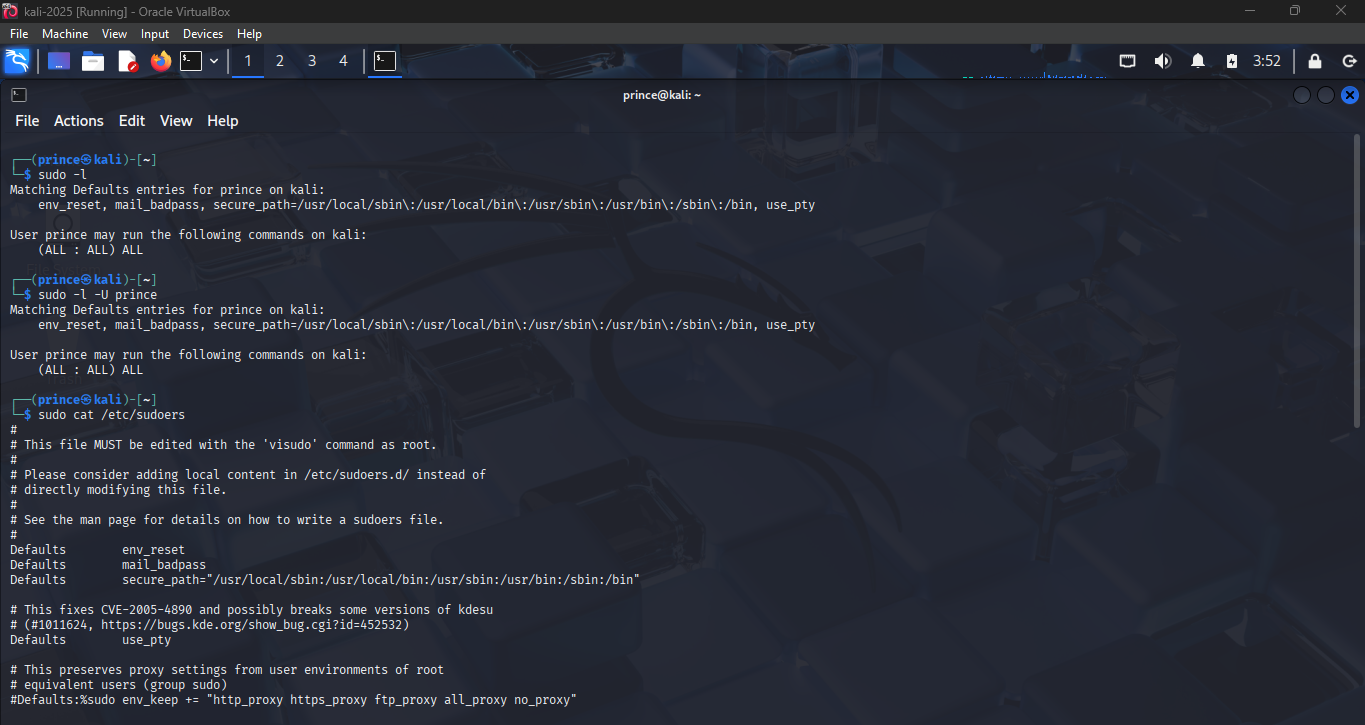 kali-2025 [Running] - Oracle VirtualBox
File Machine View Input Devices Help
1 2 3 4 3:52
prince@kali: ~
File Actions Edit View Help
┌──(prince㉿kali)-[~]
└─$ sudo -l
Matching Defaults entries for prince on kali:
    env_reset, mail_badpass, secure_path=/usr/local/sbin\:/usr/local/bin\:/usr/sbin\:/usr/bin\:/sbin\:/bin, use_pty
User prince may run the following commands on kali:
    (ALL : ALL) ALL
┌──(prince㉿kali)-[~]
└─$ sudo -l -U prince
Matching Defaults entries for prince on kali:
    env_reset, mail_badpass, secure_path=/usr/local/sbin\:/usr/local/bin\:/usr/sbin\:/usr/bin\:/sbin\:/bin, use_pty
User prince may run the following commands on kali:
    (ALL : ALL) ALL
┌──(prince㉿kali)-[~]
└─$ sudo cat /etc/sudoers
#
# This file MUST be edited with the 'visudo' command as root.
#
# Please consider adding local content in /etc/sudoers.d/ instead of
# directly modifying this file.
#
# See the man page for details on how to write a sudoers file.
#
Defaults        env_reset
Defaults        mail_badpass
Defaults        secure_path="/usr/local/sbin:/usr/local/bin:/usr/sbin:/usr/bin:/sbin:/bin"
# This fixes CVE-2005-4890 and possibly breaks some versions of kdesu
# (#1011624, https://bugs.kde.org/show_bug.cgi?id=452532)
Defaults        use_pty
# This preserves proxy settings from user environments of root
# equivalent users (group sudo)
#Defaults:%sudo env_keep += "http_proxy https_proxy ftp_proxy all_proxy no_proxy"